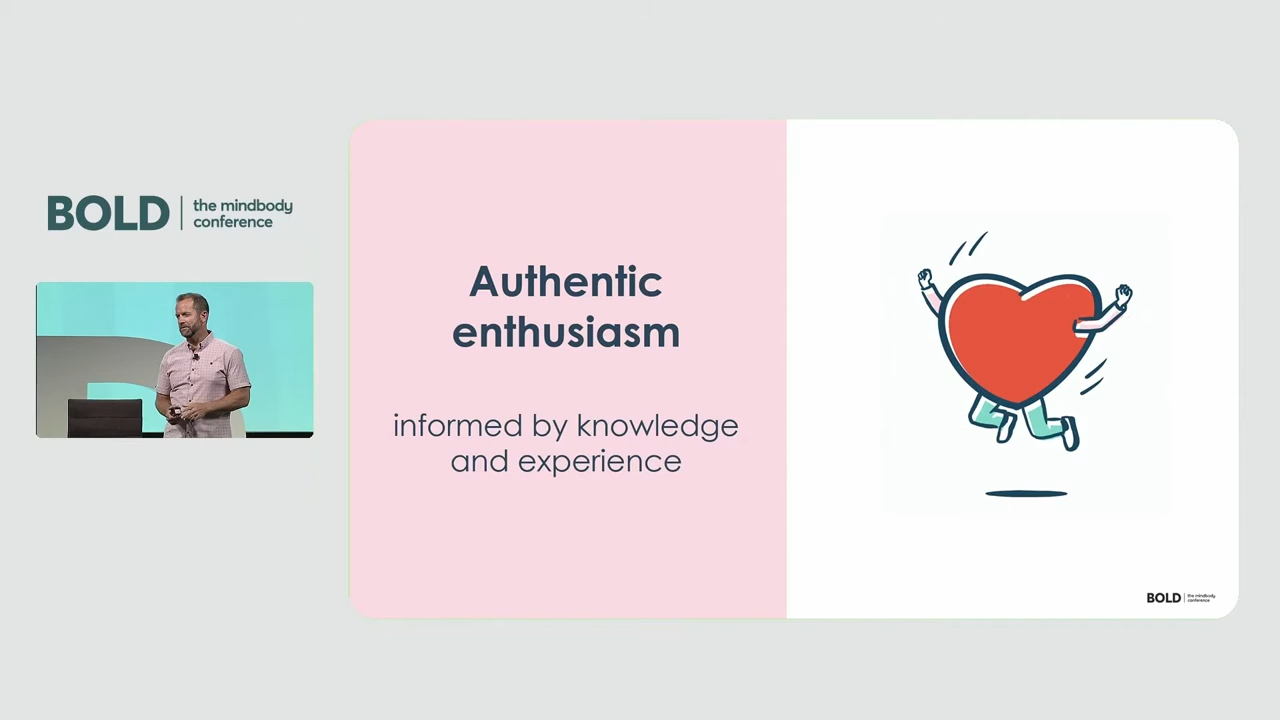 BOLD
the mindbody
conference
Authentic
enthusiasm
informed by knowledge
and experience
BOLD
the mindbody
conference